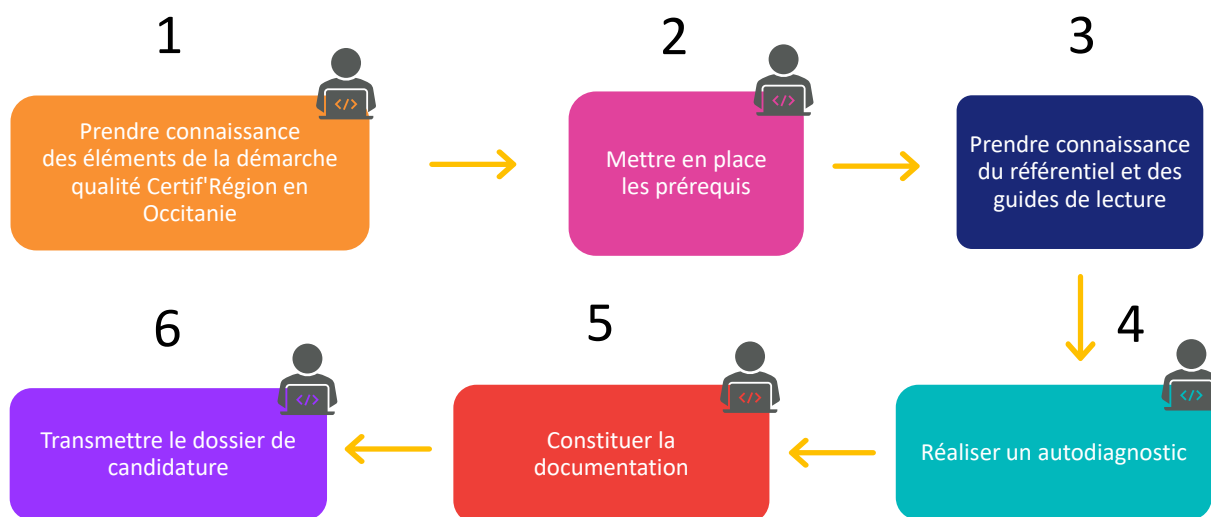 1
Prendre connaissance
des éléments de la démarche
qualité Certif'Région en
Occitanie
</>
2
Mettre en place
les prérequis
</>
3
Prendre connaissance
du référentiel et des
guides de lecture
4
Réaliser un autodiagnostic
</>
5
Constituer la
documentation
</>
6
Transmettre le dossier de
candidature
</>